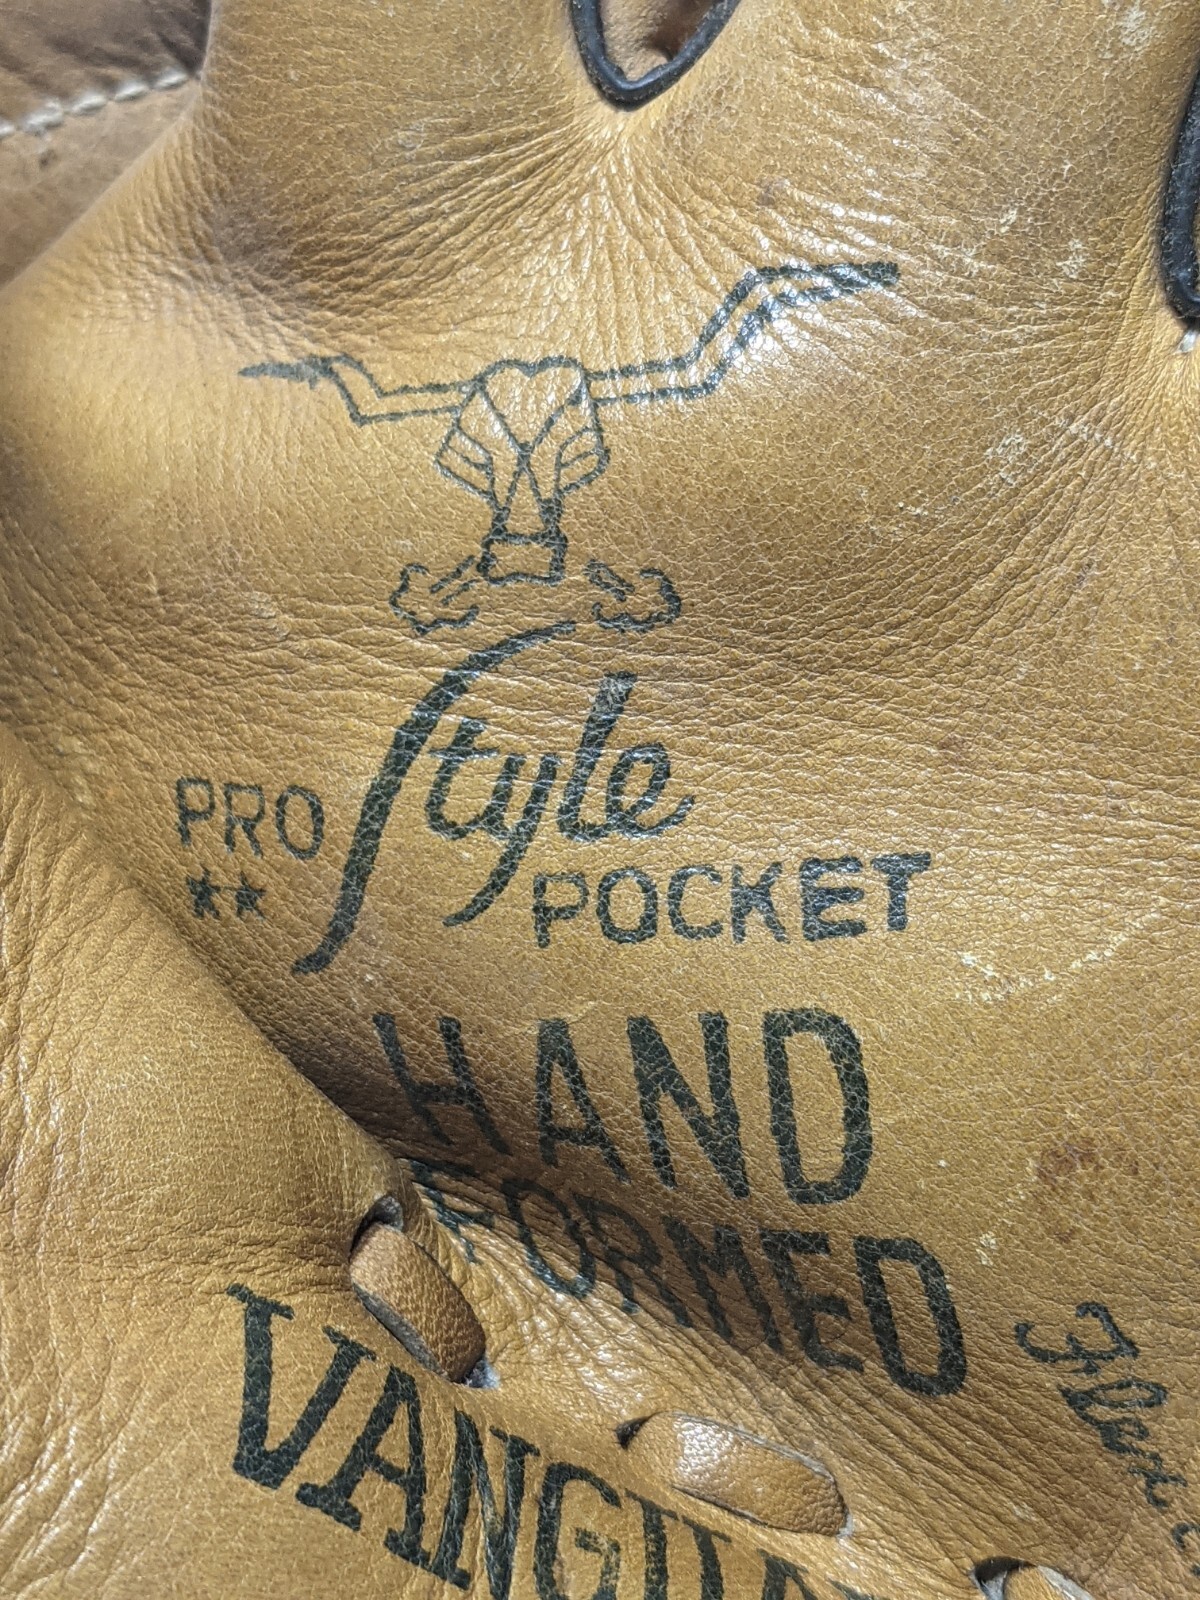 PRO Style POCKET
HAND
FORMED